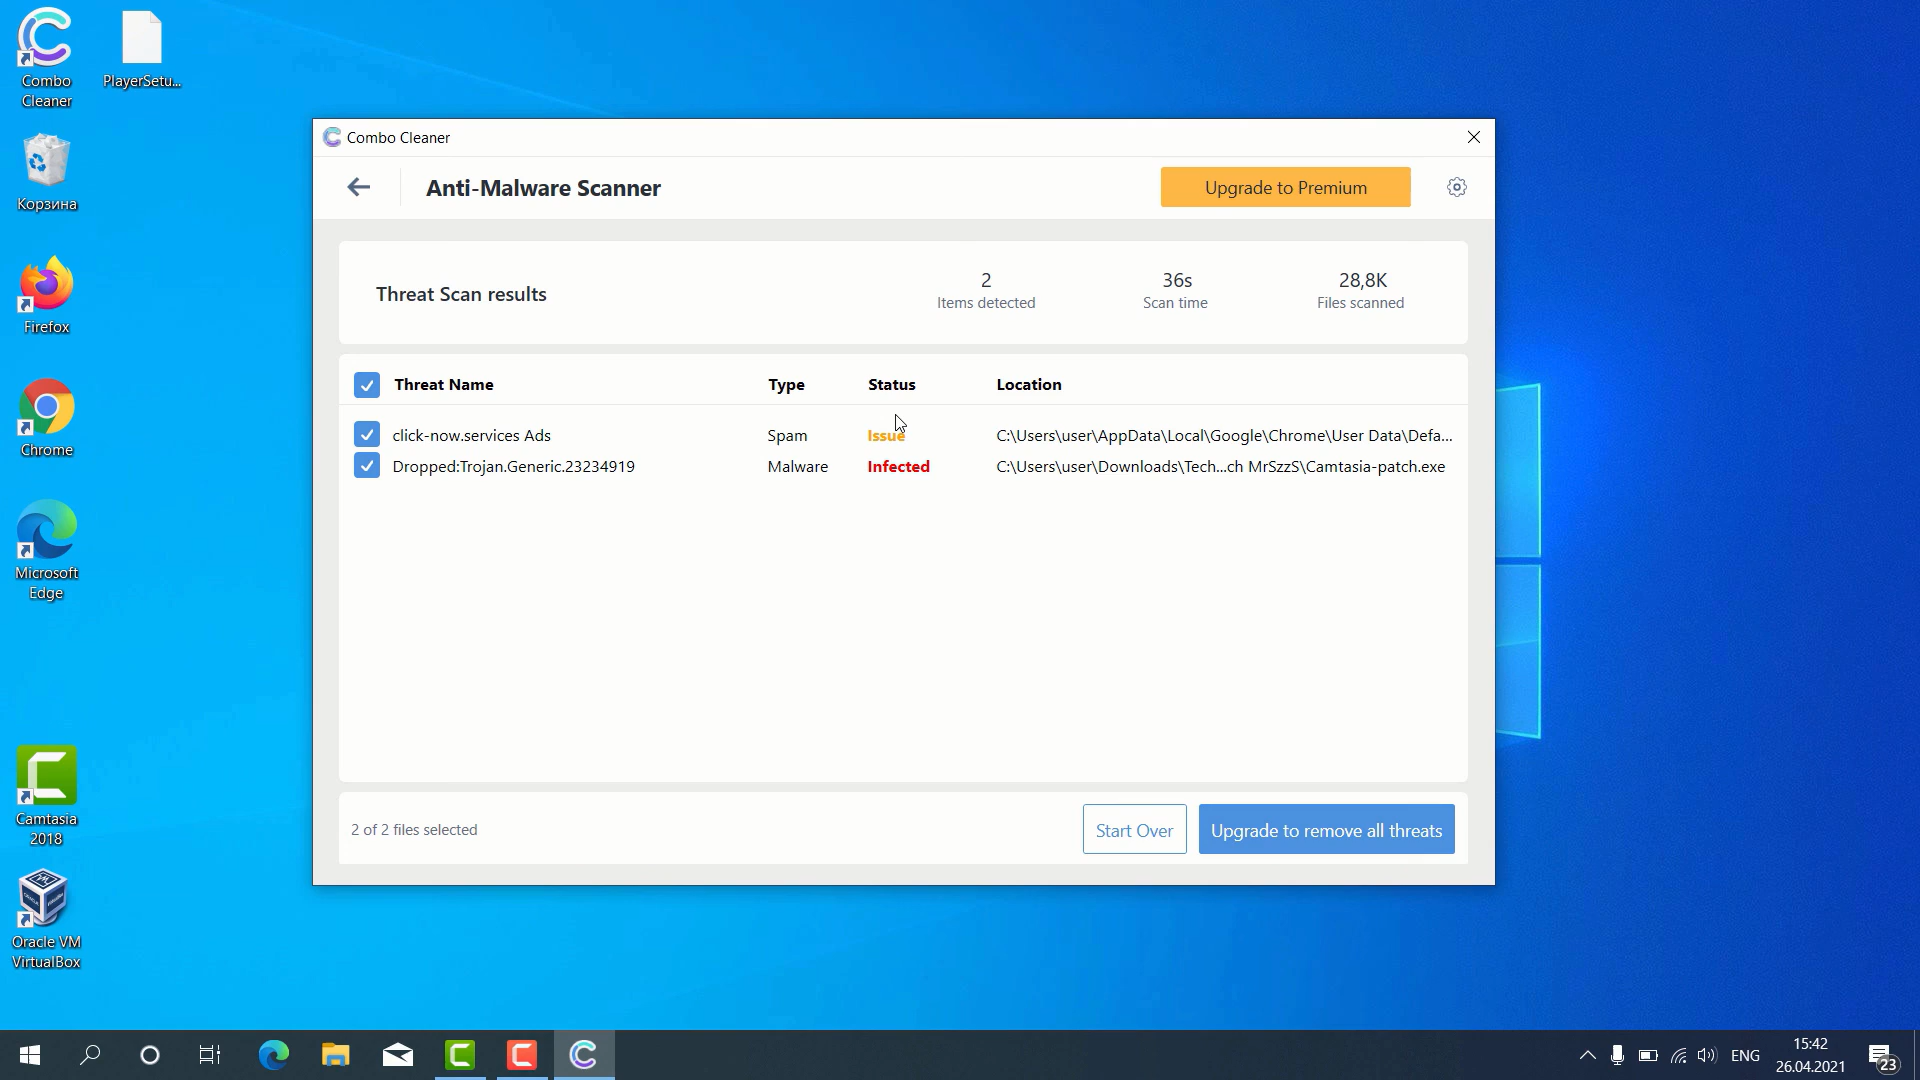 Combo
Cleaner
PlayerSetu...
Корзина
Firefox
Chrome
Microsoft
Edge
Camtasia
2018
Oracle VM
VirtualBox
Combo Cleaner
Anti-Malware Scanner
Upgrade to Premium
Threat Scan results
2
Items detected
36s
Scan time
28,8K
Files scanned
Threat Name Type Status Location
click-now.services Ads Spam Issue C:\Users\user\AppData\Local\Google\Chrome\User Data\Defa...
Dropped:Trojan.Generic.23234919 Malware Infected C:\Users\user\Downloads\Tech...ch MrSzzS\Camtasia-patch.exe
2 of 2 files selected
Start Over
Upgrade to remove all threats
ENG
15:42
26.04.2021
23